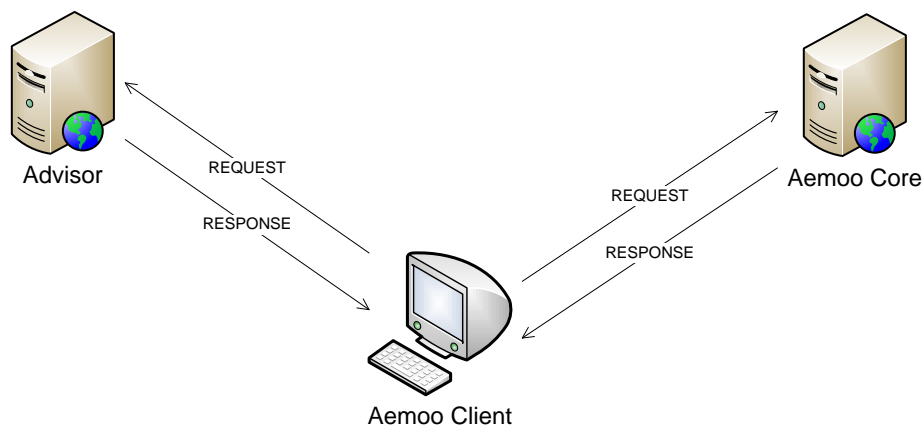 Advisor
Aemoo Core
REQUEST
REQUEST
RESPONSE
RESPONSE
Aemoo Client